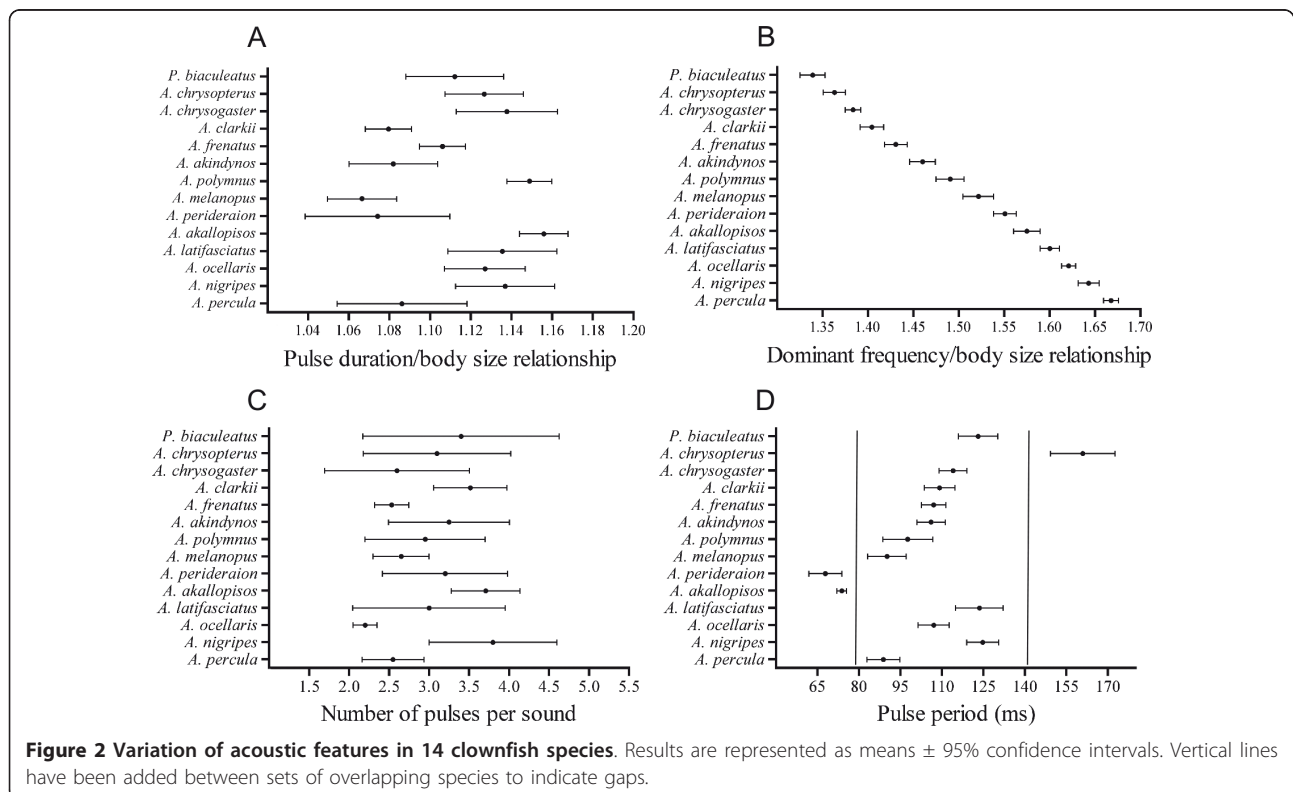 A
P. biaculeatus
A. chrysopterus
A. chrysogaster
A. clarkii
A. frenatus
A. akindynos
A. polymnus
A. melanopus
A. perideraion
A. akallopisos
A. latifasciatus
A. ocellaris
A. nigripes
A. percula
1.04 1.06 1.08 1.10 1.12 1.14 1.16 1.18 1.20
Pulse duration/body size relationship
B
P. biaculeatus
A. chrysopterus
A. chrysogaster
A. clarkii
A. frenatus
A. akindynos
A. polymnus
A. melanopus
A. perideraion
A. akallopisos
A. latifasciatus
A. ocellaris
A. nigripes
A. percula
1.35 1.40 1.45 1.50 1.55 1.60 1.65 1.70
Dominant frequency/body size relationship
C
P. biaculeatus
A. chrysopterus
A. chrysogaster
A. clarkii
A. frenatus
A. akindynos
A. polymnus
A. melanopus
A. perideraion
A. akallopisos
A. latifasciatus
A. ocellaris
A. nigripes
A. percula
1.5 2.0 2.5 3.0 3.5 4.0 4.5 5.0 5.5
Number of pulses per sound
D
P. biaculeatus
A. chrysopterus
A. chrysogaster
A. clarkii
A. frenatus
A. akindynos
A. polymnus
A. melanopus
A. perideraion
A. akallopisos
A. latifasciatus
A. ocellaris
A. nigripes
A. percula
65 80 95 110 125 140 155 170
Pulse period (ms)
Figure 2 Variation of acoustic features in 14 clownfish species. Results are represented as means ± 95% confidence intervals. Vertical lines
have been added between sets of overlapping species to indicate gaps.